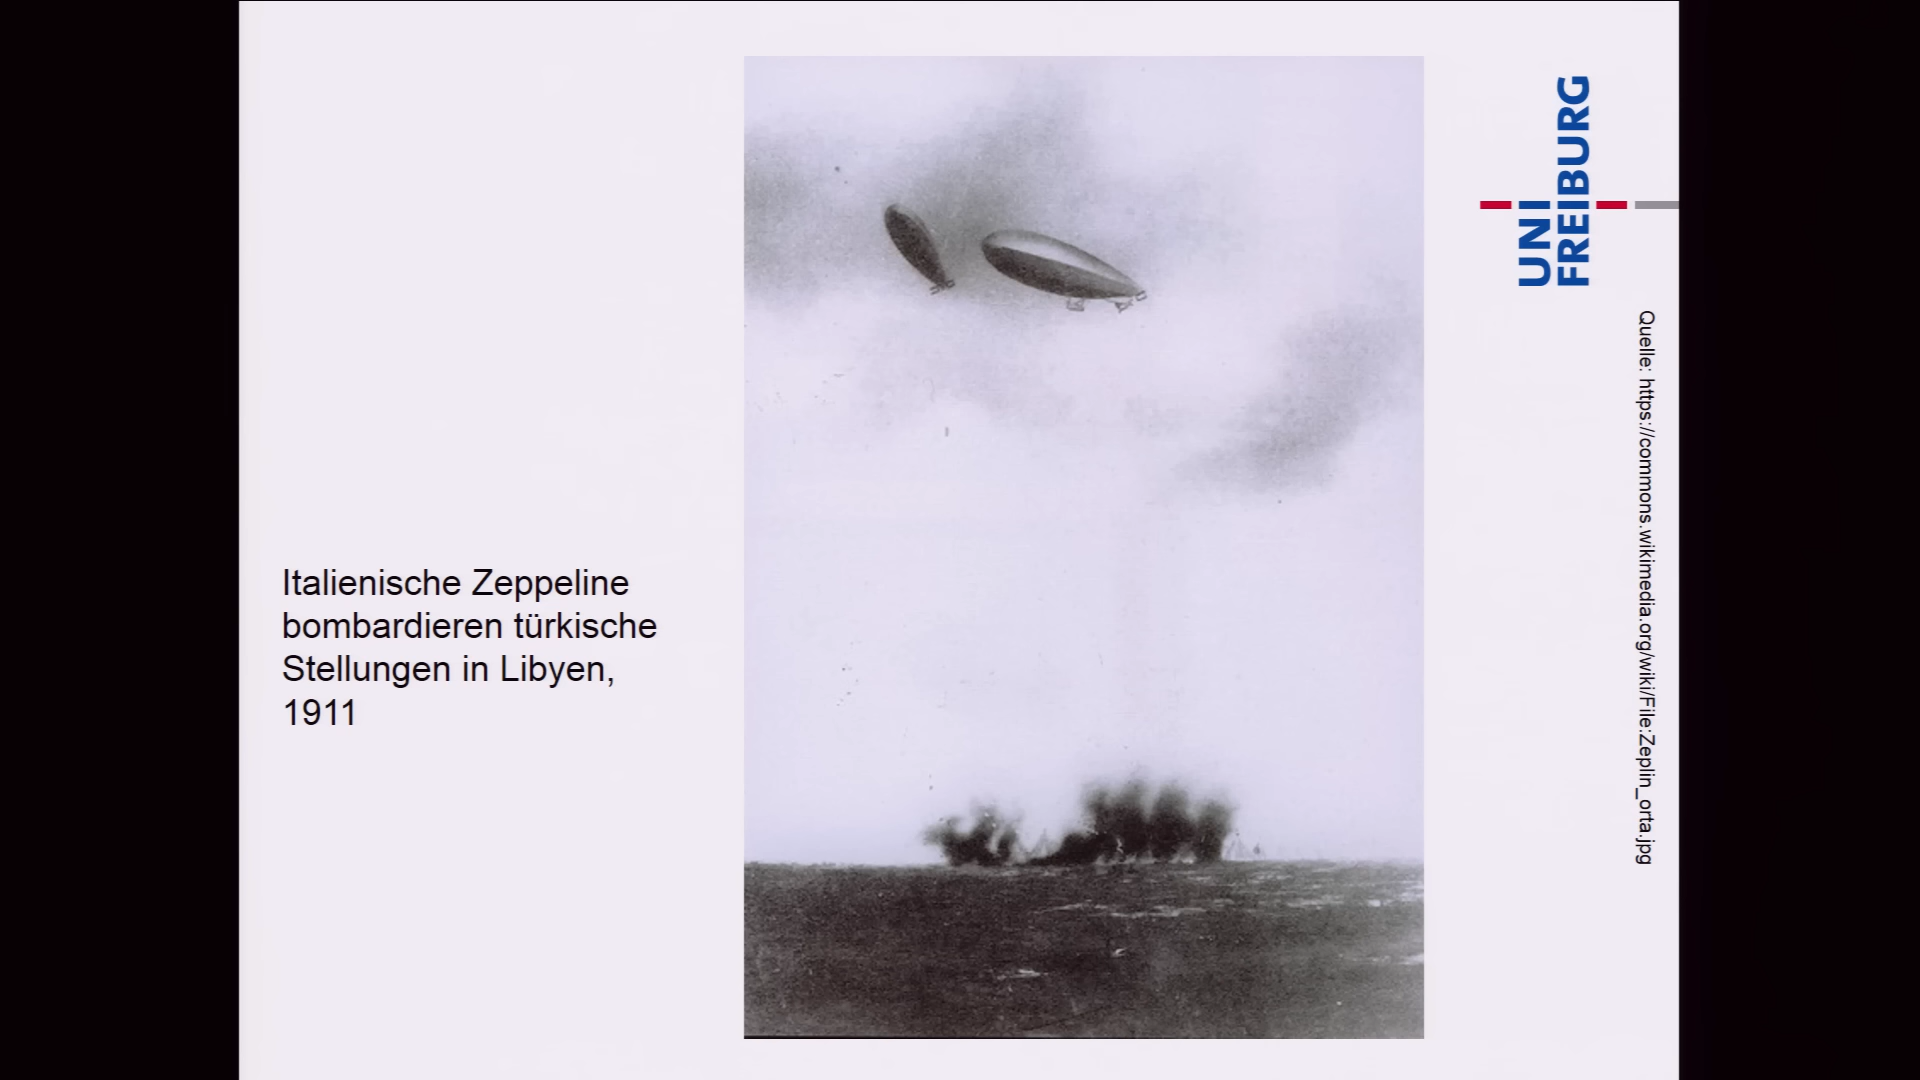 Italienische Zeppeline
bombardieren türkische
Stellungen in Libyen,
1911
UNI
FREIBURG
Quelle: https://commons.wikimedia.org/wiki/File:Zeplin_orta.jpg